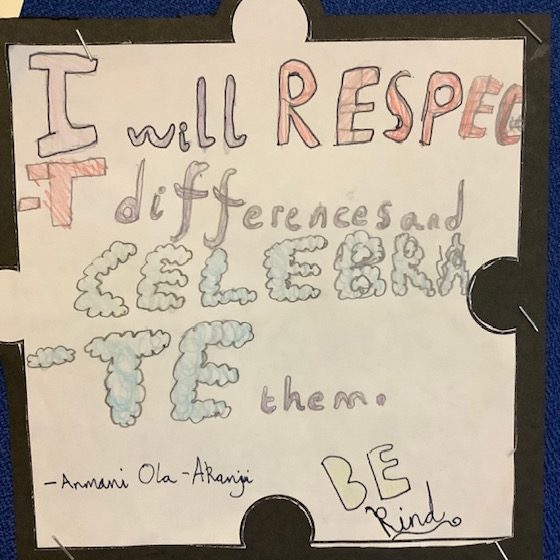 I will RESPEC
-T differences and
CELEBRA
-TE them.
-Anmani Ola-Akanji
BE
Kind